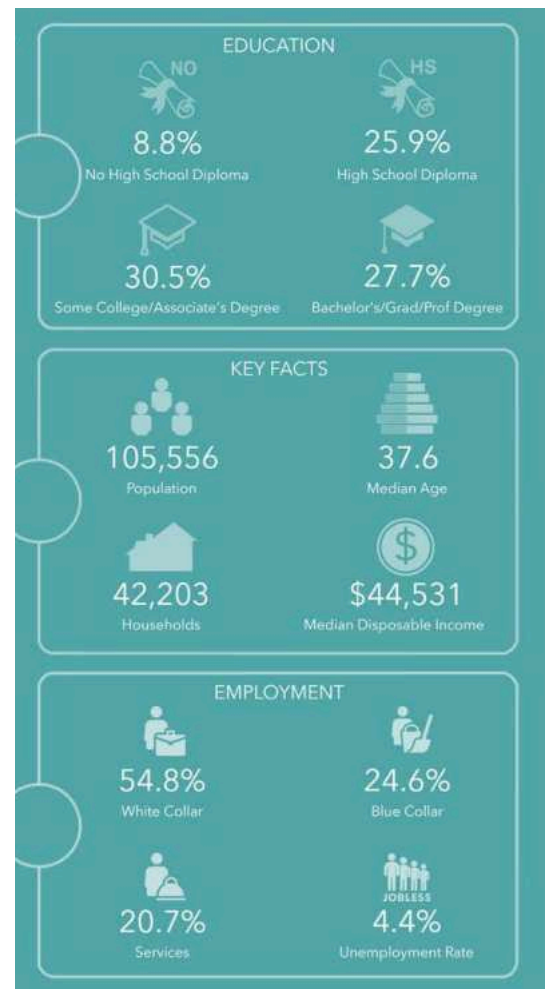 EDUCATION
NO
HS
8.8%
25.9%
No High School Diploma
High School Diploma
30.5%
27.7%
Some College/Associate's Degree
Bachelor's/Grad/Prof Degree
KEY FACTS
105,556
37.6
Population
Median Age
$
42,203
$44,531
Households
Median Disposable Income
EMPLOYMENT
54.8%
24.6%
White Collar
Blue Collar
JOBLESS
20.7%
4.4%
Services
Unemployment Rate